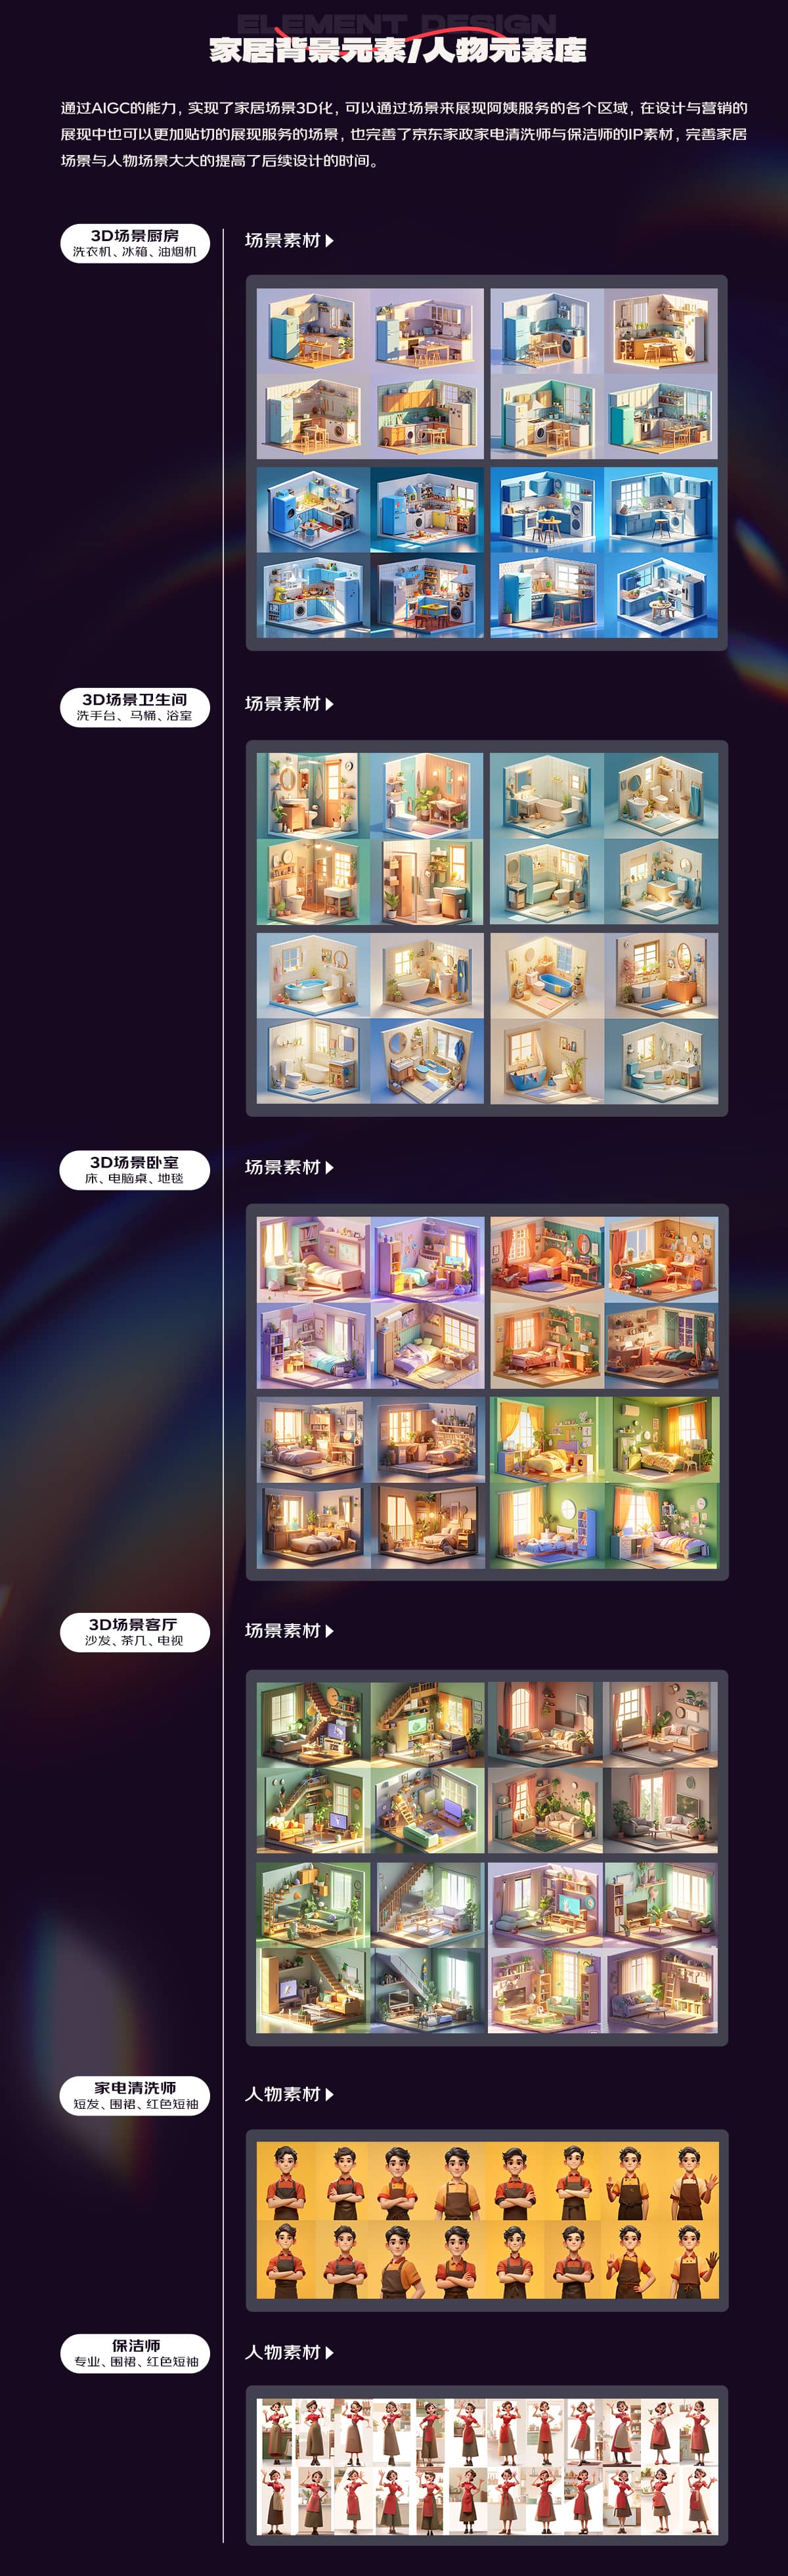 ELEMENT DESIGN
家居背景元素/人物元素库
通过AIGC的能力, 实现了家居场景3D化, 可以通过场景来展现阿姨服务的各个区域, 在设计与营销的
展现中也可以更加贴切的展现服务的场景, 也完善了京东家政家电清洗师与保洁师的IP素材, 完善家居
场景与人物场景大大的提高了后续设计的时间。
3D场景厨房
洗衣机、冰箱、油烟机
场景素材
3D场景卫生间
洗手台、马桶、浴室
场景素材
3D场景卧室
床、电脑桌、地毯
场景素材
3D场景客厅
沙发、茶几、电视
场景素材
家电清洗师
短发、围裙、红色短袖
人物素材
保洁师
专业、围裙、红色短袖
人物素材